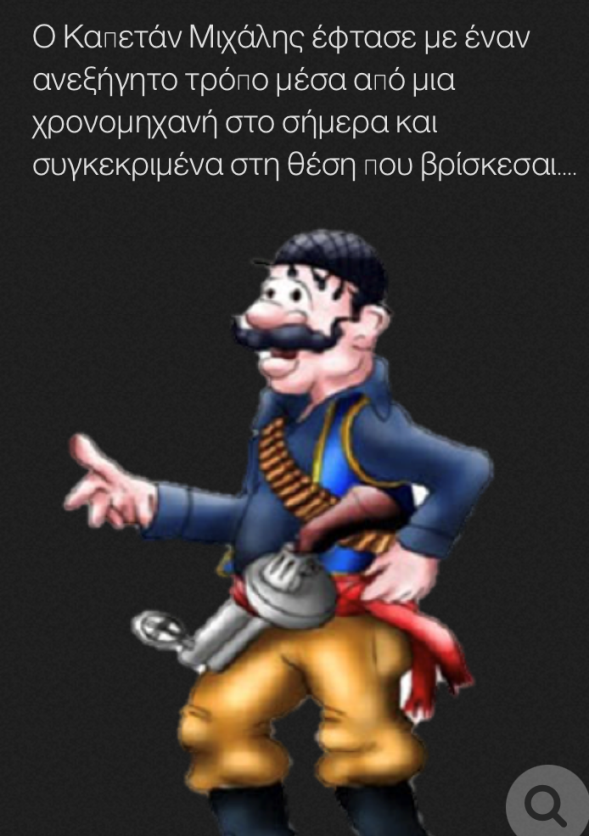 Ο Καπετάν Μιχάλης έφτασε με έναν
ανεξήγητο τρόπο μέσα από μια
χρονομηχανή στο σήμερα και
συγκεκριμένα στη θέση που βρίσκεσαι....